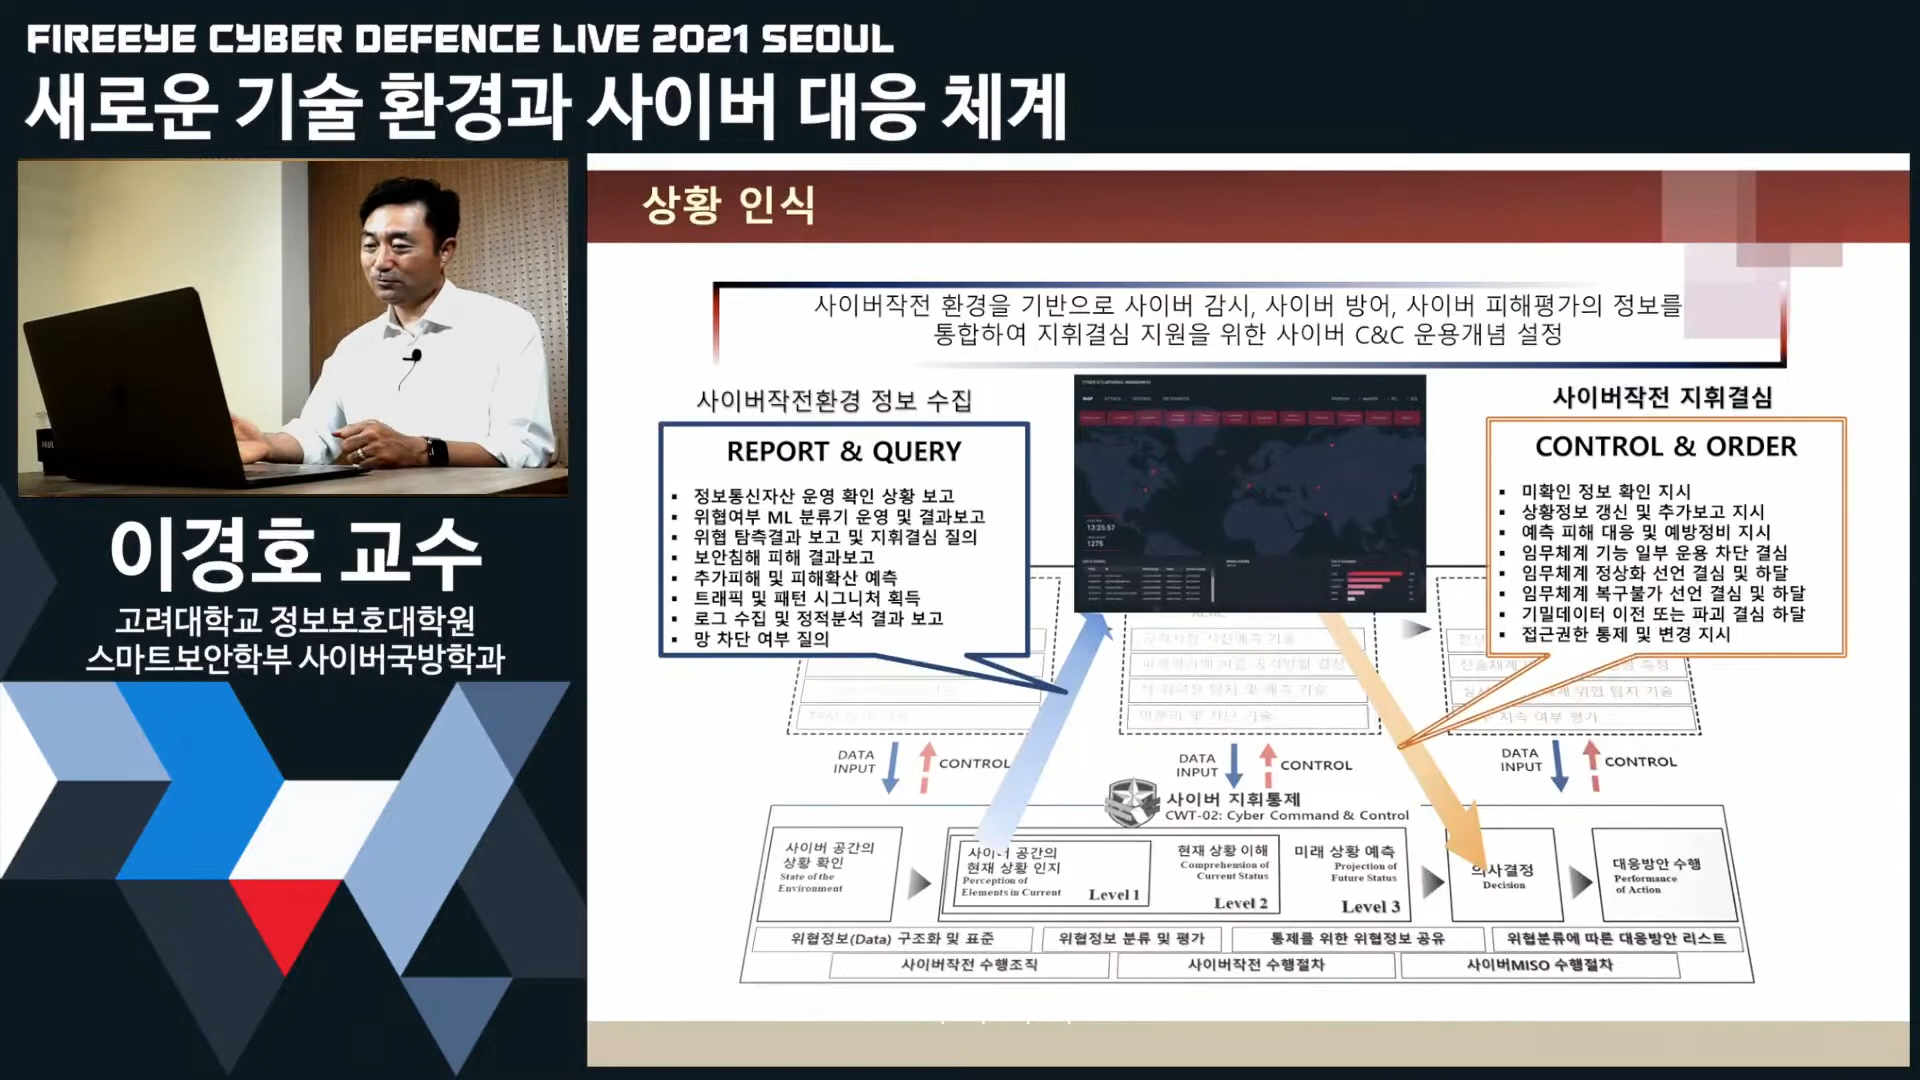 FIREEYE CYBER DEFENCE LIVE 2021 SEOUL
새로운 기술 환경과 사이버 대응 체계
이경호 교수
고려대학교 정보보호대학원
스마트보안학부 사이버국방학과
상황 인식
사이버작전 환경을 기반으로 사이버 감시, 사이버 방어, 사이버 피해평가의 정보를
통합하여 지휘결심 지원을 위한 사이버 C&C 운용개념 설정
사이버작전환경 정보 수집
REPORT & QUERY
▪ 정보통신자산 운영 확인 상황 보고
▪ 위협여부 ML 분류기 운영 및 결과보고
▪ 위협 탐측결과 보고 및 지휘결심 질의
▪ 보안침해 피해 결과보고
▪ 추가피해 및 피해확산 예측
▪ 트래픽 및 패턴 시그니처 획득
▪ 로그 수집 및 정적분석 결과 보고
▪ 망 차단 여부 질의
13:25:57
1275
사이버작전 지휘결심
CONTROL & ORDER
▪ 미확인 정보 확인 지시
▪ 상황정보 갱신 및 추가보고 지시
▪ 예측 피해 대응 및 예방정비 지시
▪ 임무체계 기능 일부 운용 차단 결심
▪ 임무체계 정상화 선언 결심 및 하달
▪ 임무체계 복구불가 선언 결심 및 하달
▪ 기밀데이터 이전 또는 파괴 결심 하달
▪ 접근권한 통제 및 변경 지시
DATA
INPUT
CONTROL
DATA
INPUT
CONTROL
DATA
INPUT
CONTROL
사이버 지휘통제
CWT-02: Cyber Command & Control
사이버 공간의
상황 확인
State of the
Environment
사이버 공간의
현재 상황 인지
Perception of
Elements in Current
Level 1
현재 상황 이해
Comprehension of
Current Status
Level 2
미래 상황 예측
Projection of
Future Status
Level 3
의사결정
Decision
대응방안 수행
Performance
of Action
위협정보(Data) 구조화 및 표준
위협정보 분류 및 평가
통제를 위한 위협정보 공유
위협분류에 따른 대응방안 리스트
사이버작전 수행조직
사이버작전 수행절차
사이버MISO 수행절차